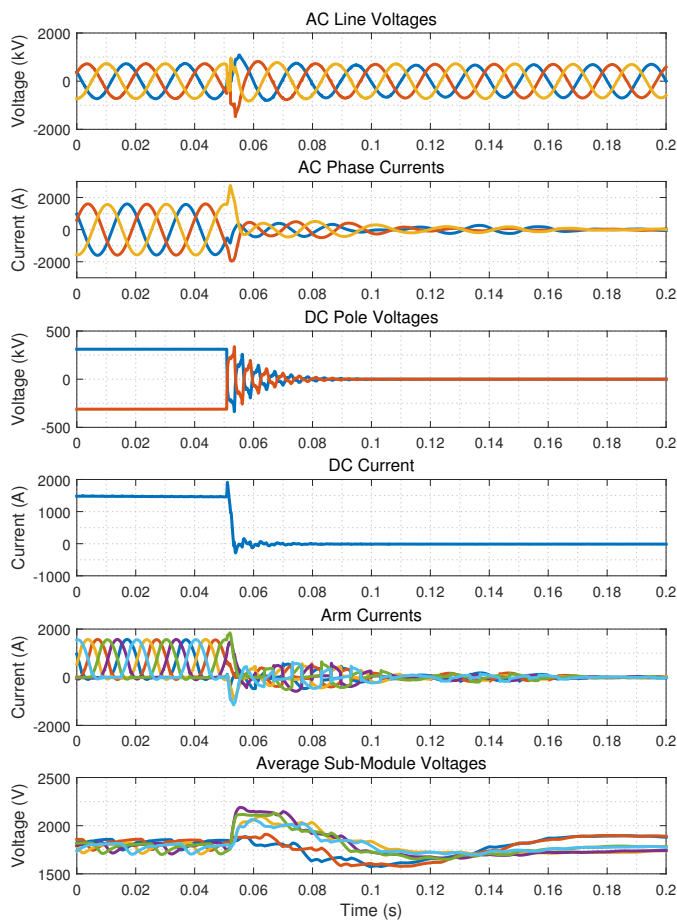 AC Line Voltages
Voltage (kV)
2000
0
-2000
0 0.02 0.04 0.06 0.08 0.1 0.12 0.14 0.16 0.18 0.2
AC Phase Currents
Current (A)
2000
0
-2000
0 0.02 0.04 0.06 0.08 0.1 0.12 0.14 0.16 0.18 0.2
DC Pole Voltages
Voltage (kV)
500
0
-500
0 0.02 0.04 0.06 0.08 0.1 0.12 0.14 0.16 0.18 0.2
DC Current
Current (A)
2000
1000
0
-1000
0 0.02 0.04 0.06 0.08 0.1 0.12 0.14 0.16 0.18 0.2
Arm Currents
Current (A)
2000
0
-2000
0 0.02 0.04 0.06 0.08 0.1 0.12 0.14 0.16 0.18 0.2
Average Sub-Module Voltages
Voltage (V)
2500
2000
1500
0 0.02 0.04 0.06 0.08 0.1 0.12 0.14 0.16 0.18 0.2
Time (s)